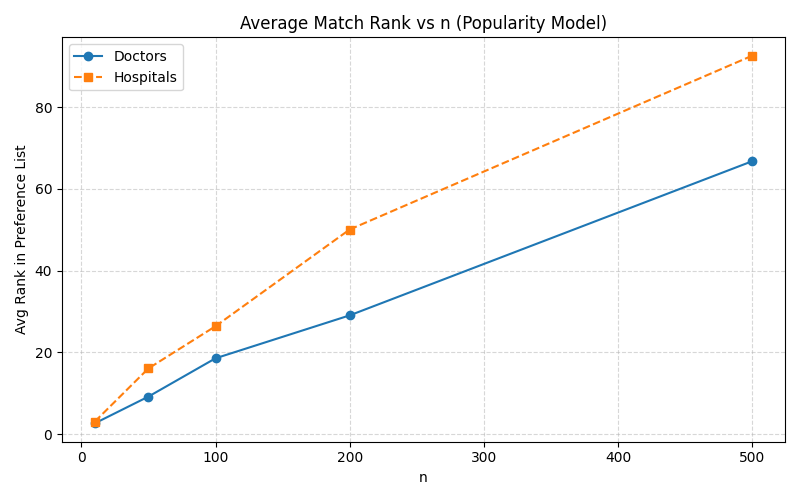 Average Match Rank vs n (Popularity Model)
Doctors
Hospitals
Avg Rank in Preference List
80
60
40
20
0
0 100 200 300 400 500
n